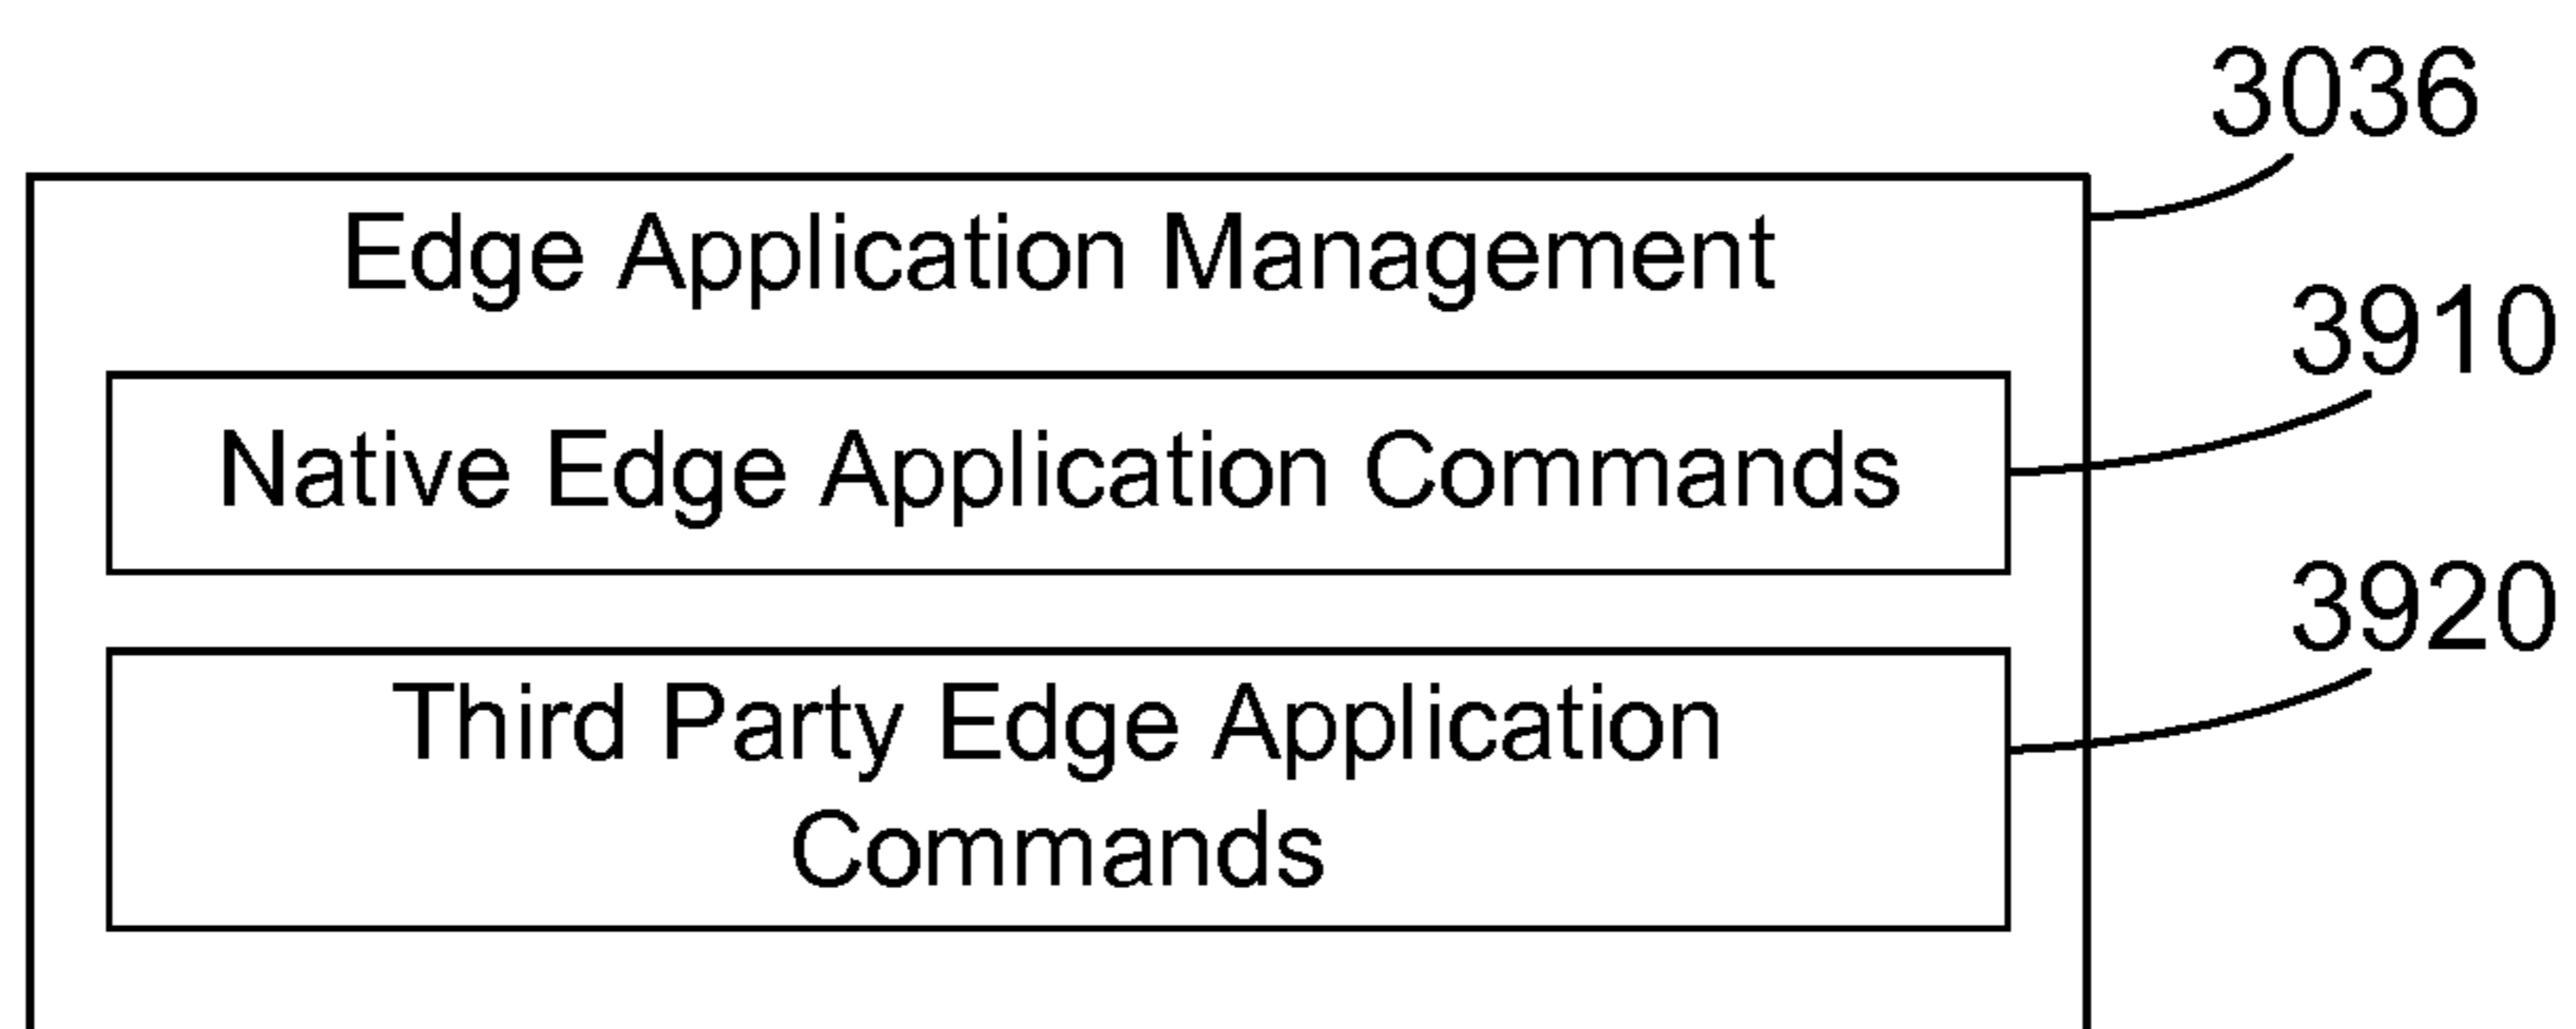 3036
Edge Application Management
3910
Native Edge Application Commands
3920
Third Party Edge Application
Commands